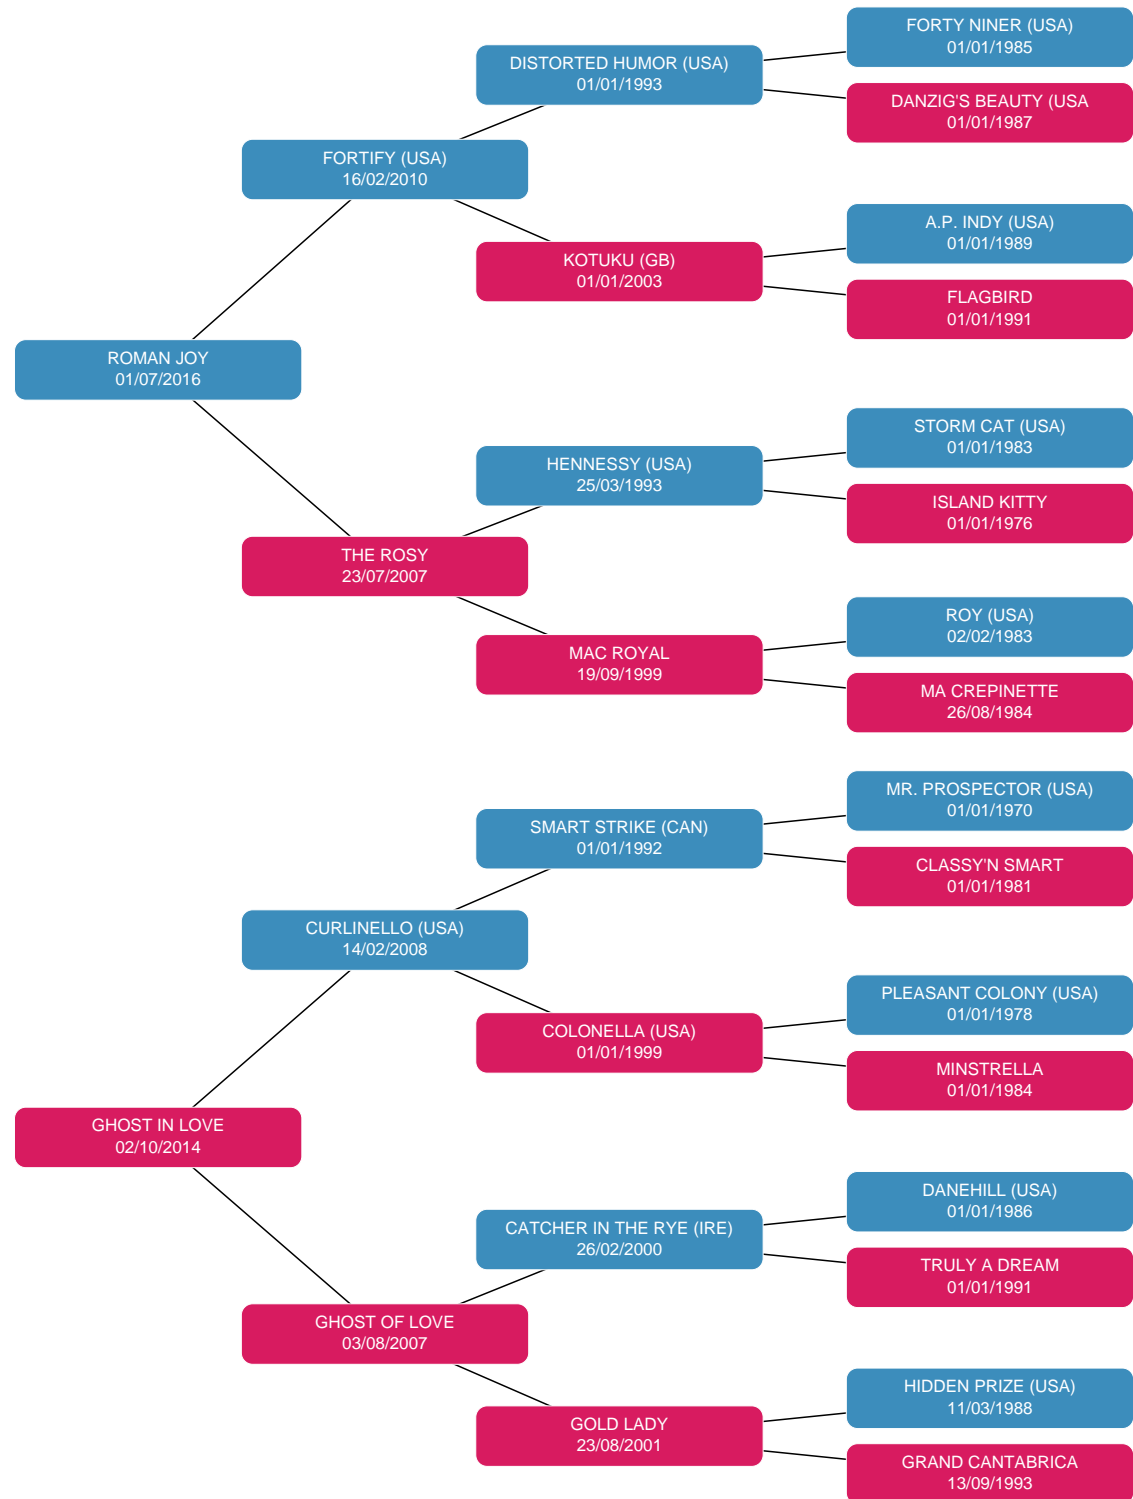 FORTY NINER (USA)
01/01/1985
DISTORTED HUMOR (USA)
01/01/1993
DANZIG'S BEAUTY (USA
01/01/1987
FORTIFY (USA)
16/02/2010
A.P. INDY (USA)
01/01/1989
KOTUKU (GB)
01/01/2003
FLAGBIRD
01/01/1991
ROMAN JOY
01/07/2016
STORM CAT (USA)
01/01/1983
HENNESSY (USA)
25/03/1993
ISLAND KITTY
01/01/1976
THE ROSY
23/07/2007
ROY (USA)
02/02/1983
MAC ROYAL
19/09/1999
MA CREPINETTE
26/08/1984
MR. PROSPECTOR (USA)
01/01/1970
SMART STRIKE (CAN)
01/01/1992
CLASSY'N SMART
01/01/1981
CURLINELLO (USA)
14/02/2008
PLEASANT COLONY (USA)
01/01/1978
COLONELLA (USA)
01/01/1999
MINSTRELLA
01/01/1984
GHOST IN LOVE
02/10/2014
DANEHILL (USA)
01/01/1986
CATCHER IN THE RYE (IRE)
26/02/2000
TRULY A DREAM
01/01/1991
GHOST OF LOVE
03/08/2007
HIDDEN PRIZE (USA)
11/03/1988
GOLD LADY
23/08/2001
GRAND CANTABRICA
13/09/1993